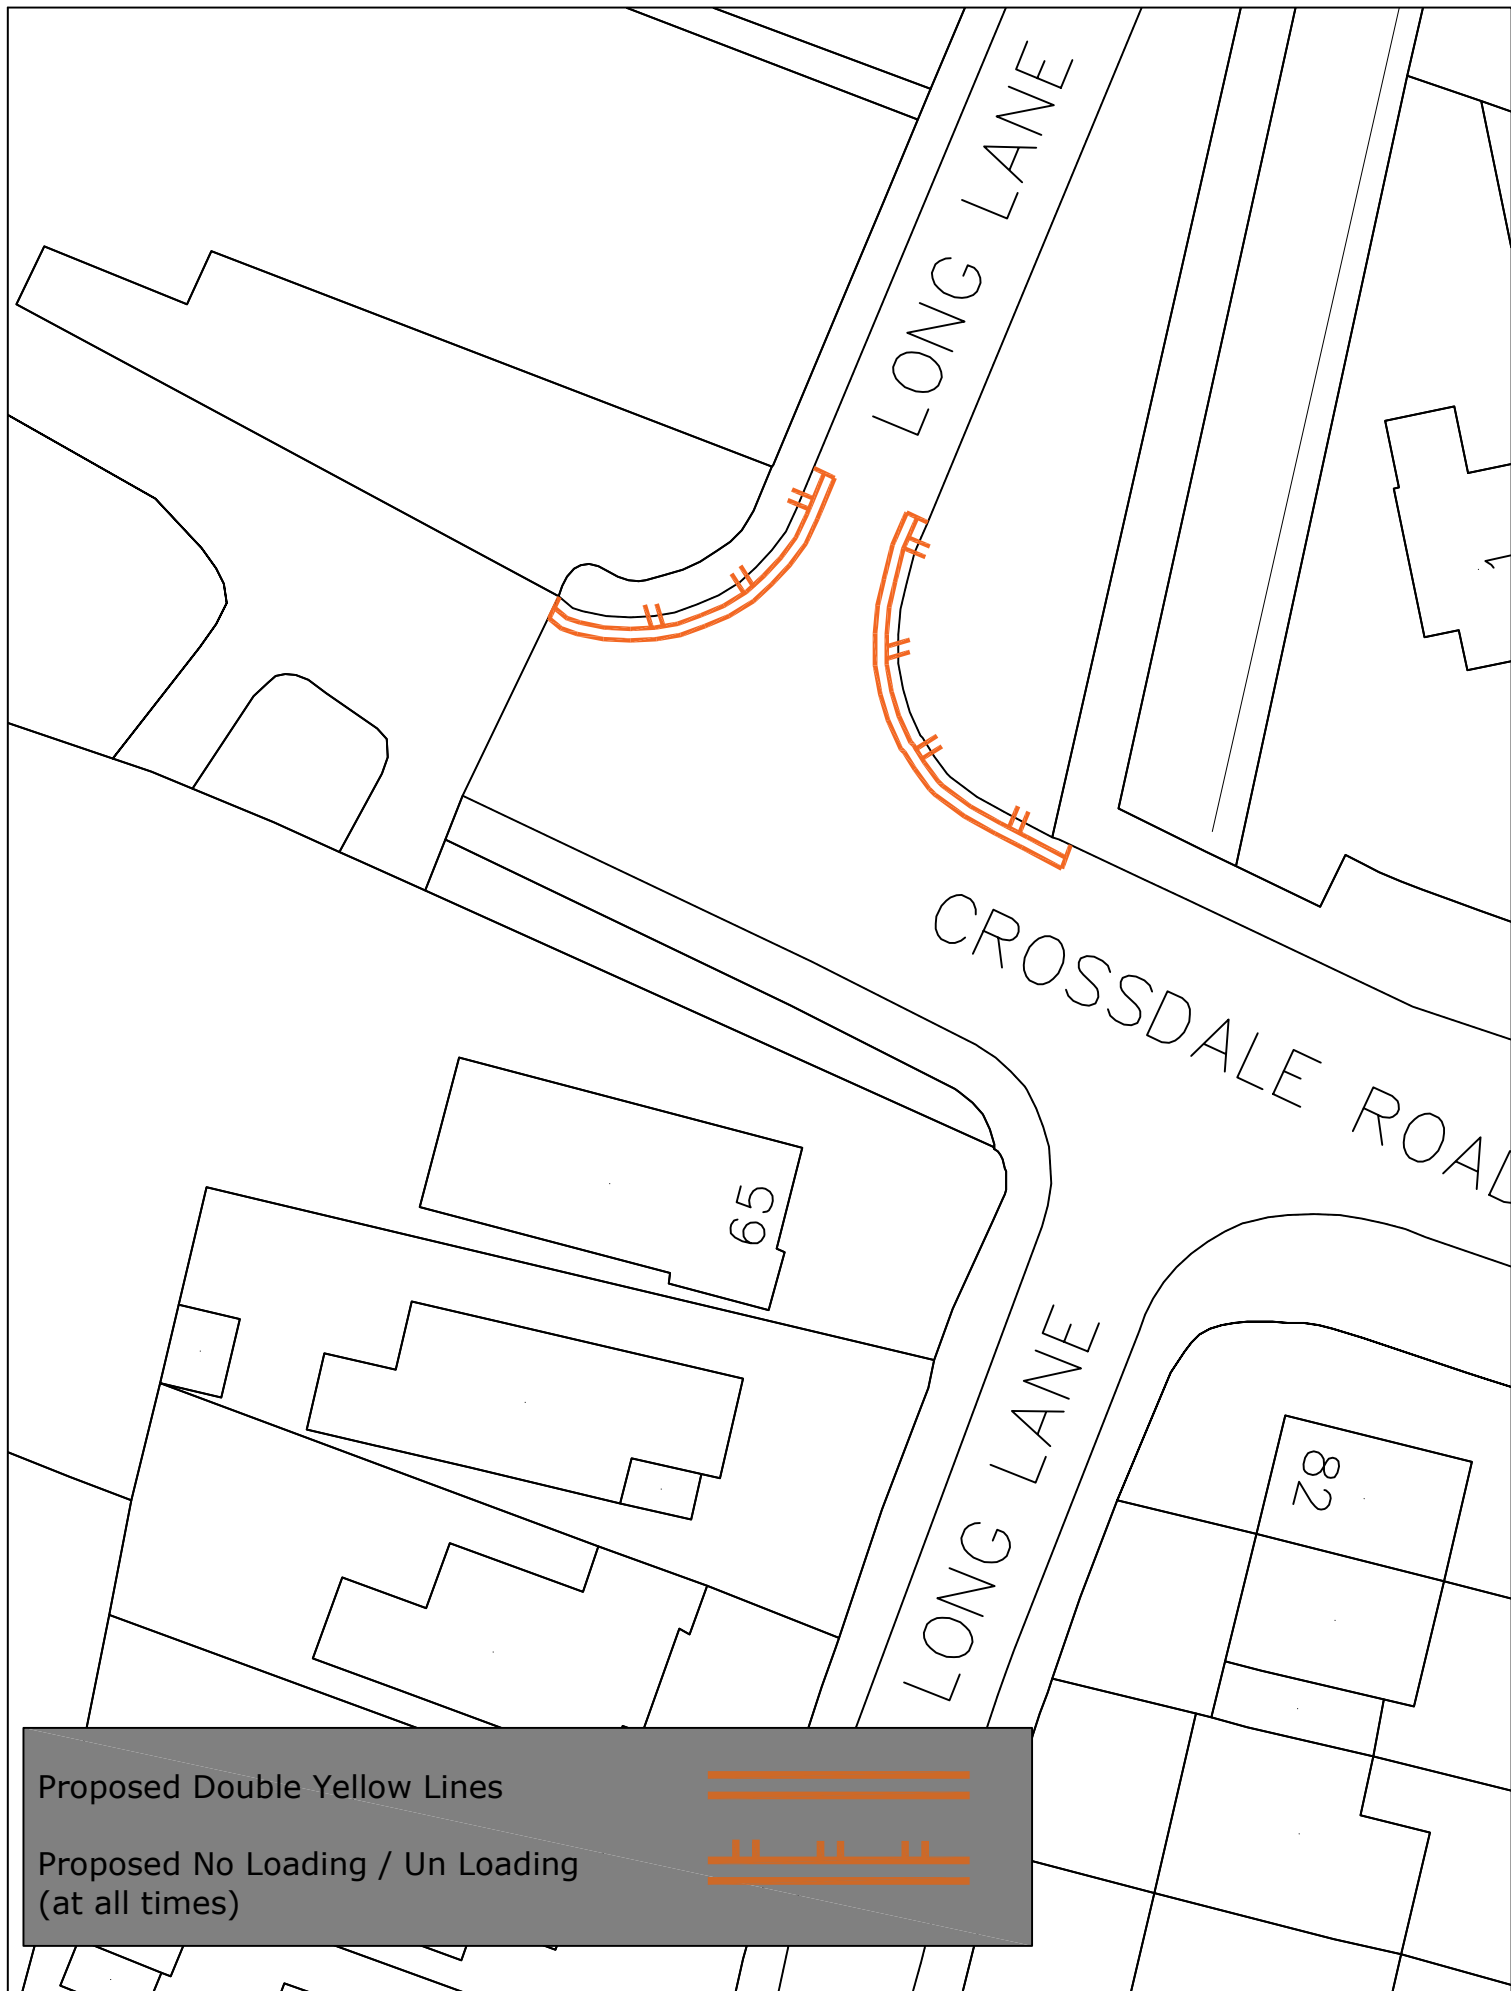 LONG LANE
CROSSDALE ROAD
65
LONG LANE
82
Proposed Double Yellow Lines
Proposed No Loading / Un Loading
(at all times)